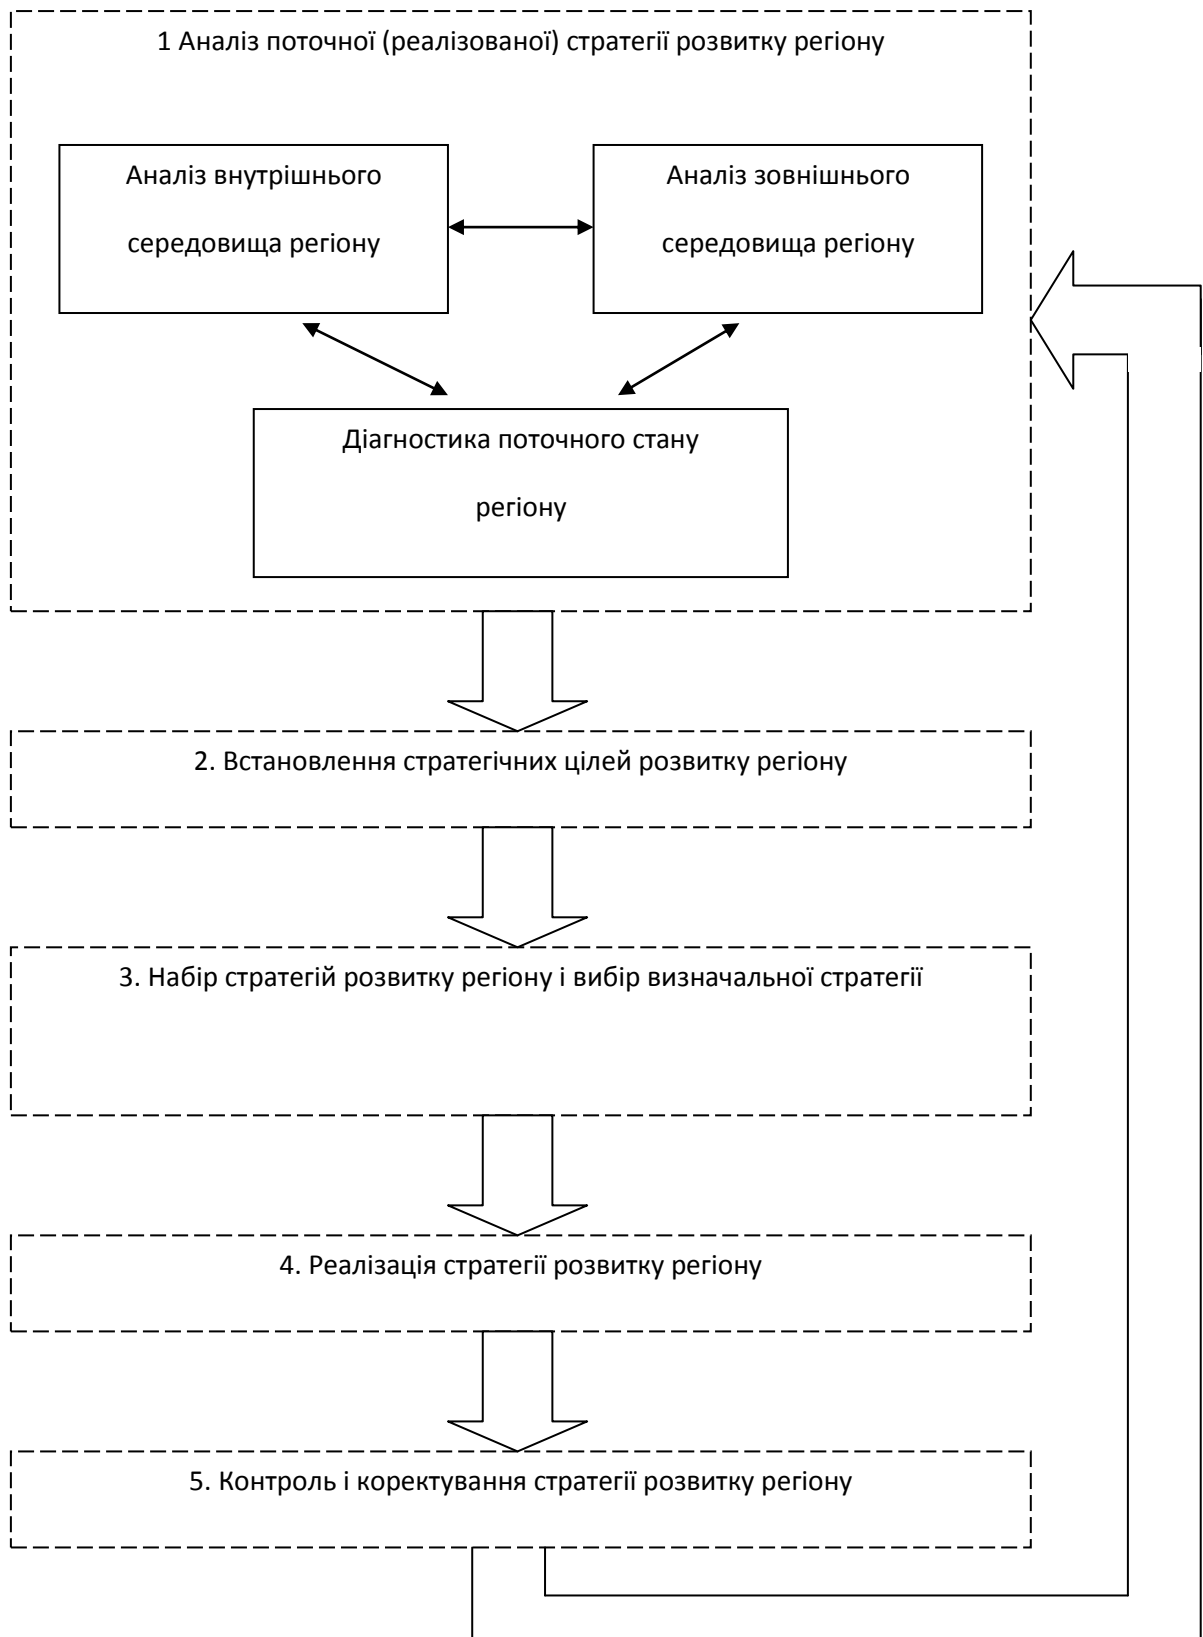 1 Аналіз поточної (реалізованої) стратегії розвитку регіону
Аналіз внутрішнього
середовища регіону
Аналіз зовнішнього
середовища регіону
Діагностика поточного стану
регіону
2. Встановлення стратегічних цілей розвитку регіону
3. Набір стратегій розвитку регіону і вибір визначальної стратегії
4. Реалізація стратегії розвитку регіону
5. Контроль і коректування стратегії розвитку регіону